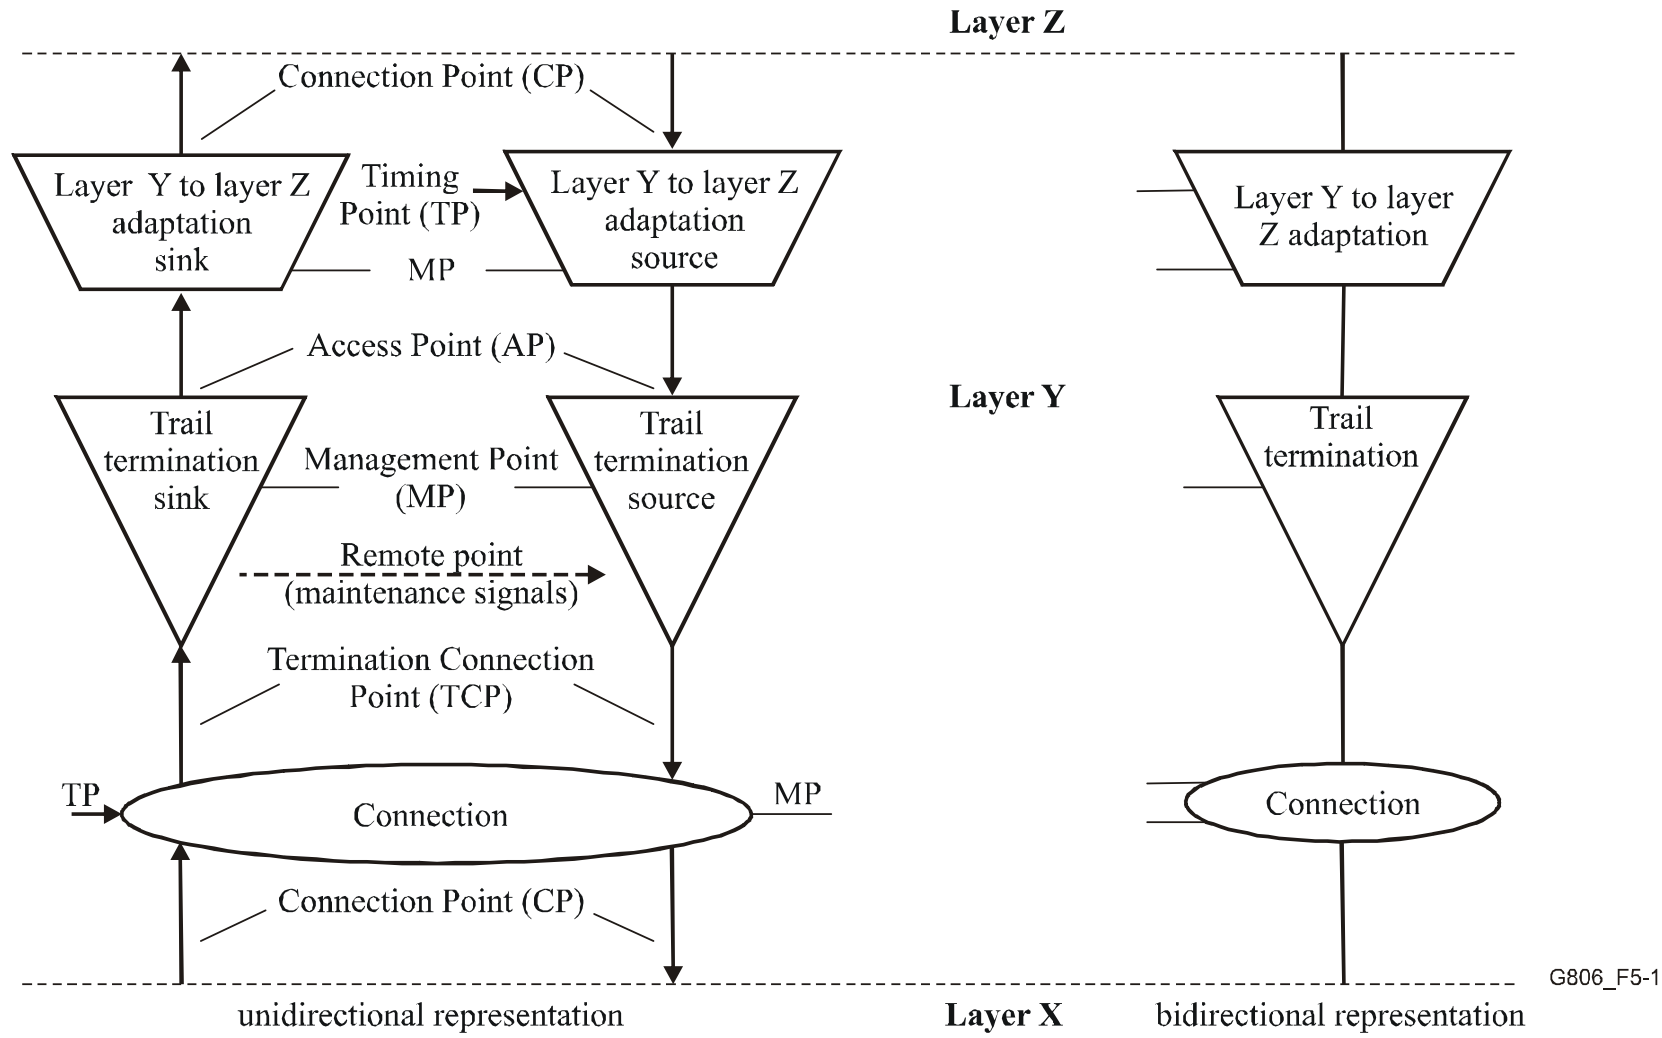 Layer Z
Connection Point (CP)
Layer Y to layer Z
adaptation
sink
Timing
Point (TP)
Layer Y to layer Z
adaptation
source
Layer Y to layer
Z adaptation
MP
Access Point (AP)
Layer Y
Trail
termination
sink
Management Point
(MP)
Trail
termination
source
Trail
termination
Remote point
(maintenance signals)
Termination Connection
Point (TCP)
TP
Connection
MP
Connection
Connection Point (CP)
G806_F5-1
unidirectional representation
Layer X
bidirectional representation